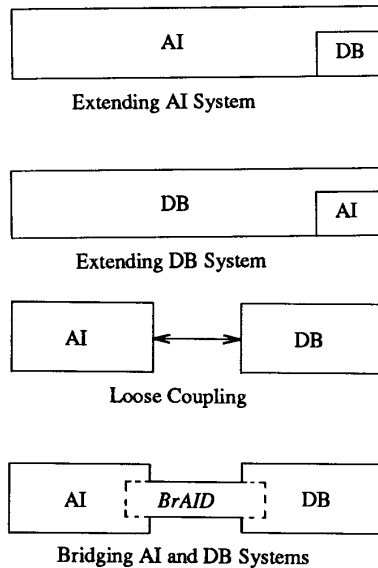 AI
DB
Extending AI System
DB
AI
Extending DB System
AI
DB
Loose Coupling
AI
BrAID
DB
Bridging AI and DB Systems